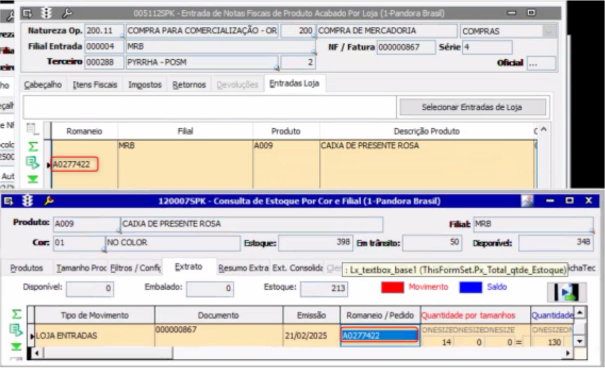 005112SPK - Entrada de Notas Fiscais de Produto Acabado Por Loja (1-Pandora Brasil)
Natureza Op. 200.11 COMPRA PARA COMERCIALIZAÇÃO - OR 200 COMPRA DE MERCADORIA COMPRAS
Filial Entrada 000004 MRB NF / Fatura 000000867 Série 4
Terceiro 000288 PYRRHA - POSM 2 Oficial ...
Cabeçalho Itens Fiscais Impostos Retornos Devoluções Entradas Loja
Selecionar Entradas de Loja
Romaneio Filial Produto Descrição Produto
MRB A009 CAIXA DE PRESENTE ROSA
A0277422
120007SPK - Consulta de Estoque Por Cor e Filial (1-Pandora Brasil)
Produto: A009 CAIXA DE PRESENTE ROSA Filial: MRB
Cor: 01 NO COLOR Estoque: 398 Em trânsito: 50 Disponível: 348
Produtos Tamanho Proc Filtros / Config Extrato Resumo Extra Ext. Consolida : Lx_textbox_base1 (ThisFormSet.Px_Total_qtde_Estoque) ichaTec
Disponível: 0 Embalado: 0 Estoque: 213 Movimento Saldo
Tipo de Movimento Documento Emissão Romaneio / Pedido Quantidade por tamanhos Quantidade
ONESIZE ONESIZE ONESIZE ONESIZE
LOJA ENTRADAS 000000867 21/02/2025 A0277422 14 0 0 = 130